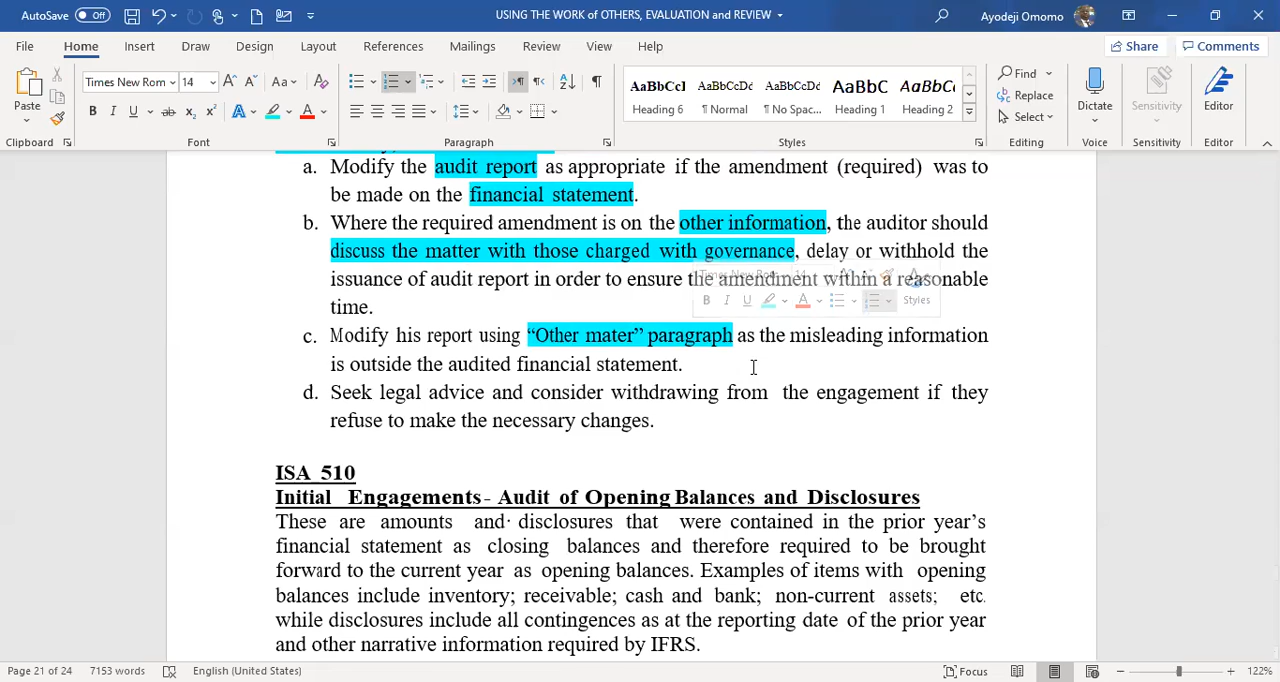 AutoSave Off USING THE WORK of OTHERS, EVALUATION and REVIEW Ayodeji Omomo
File Home Insert Draw Design Layout References Mailings Review View Help Share Comments
Paste Times New Rom 14 A A Aa AaBbCcI AaBbCcDc AaBbCcDc AaBbC AaBbC Find Replace Select Dictate Sensitivity Editor
B I U ab x₂ x² A A Heading 6 ¶ Normal ¶ No Spac... Heading 1 Heading 2
Clipboard Font Paragraph Styles Editing Voice Sensitivity Editor
a. Modify the audit report as appropriate if the amendment (required) was to
be made on the financial statement.
b. Where the required amendment is on the other information, the auditor should
discuss the matter with those charged with governance, delay or withhold the
issuance of audit report in order to ensure the amendment within a reasonable
time.
Times New Rom 14
B I U A Styles
c. Modify his report using “Other mater” paragraph as the misleading information
is outside the audited financial statement.
d. Seek legal advice and consider withdrawing from the engagement if they
refuse to make the necessary changes.
ISA 510
Initial Engagements- Audit of Opening Balances and Disclosures
These are amounts and· disclosures that were contained in the prior year’s
financial statement as closing balances and therefore required to be brought
forward to the current year as opening balances. Examples of items with opening
balances include inventory; receivable; cash and bank; non-current assets; etc.
while disclosures include all contingences as at the reporting date of the prior year
and other narrative information required by IFRS.
Page 21 of 24 7153 words English (United States) Focus 122%